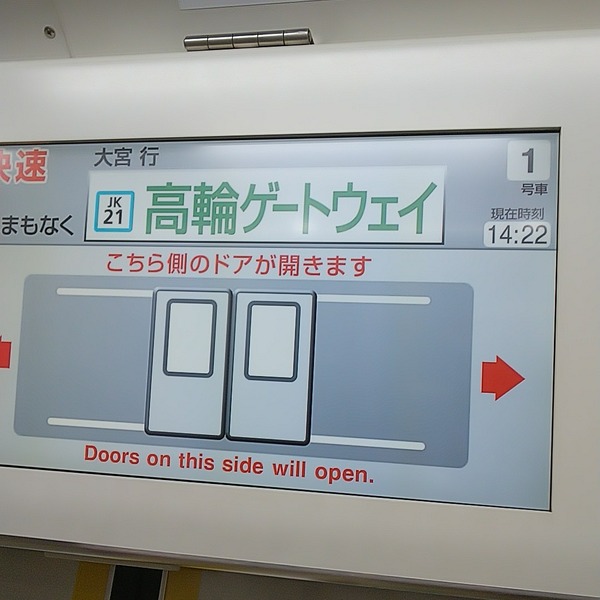 快速
大宮 行
1
号車
まもなく
JK
21
高輪ゲートウェイ
現在時刻
14:22
こちら側のドアが開きます
Doors on this side will open.